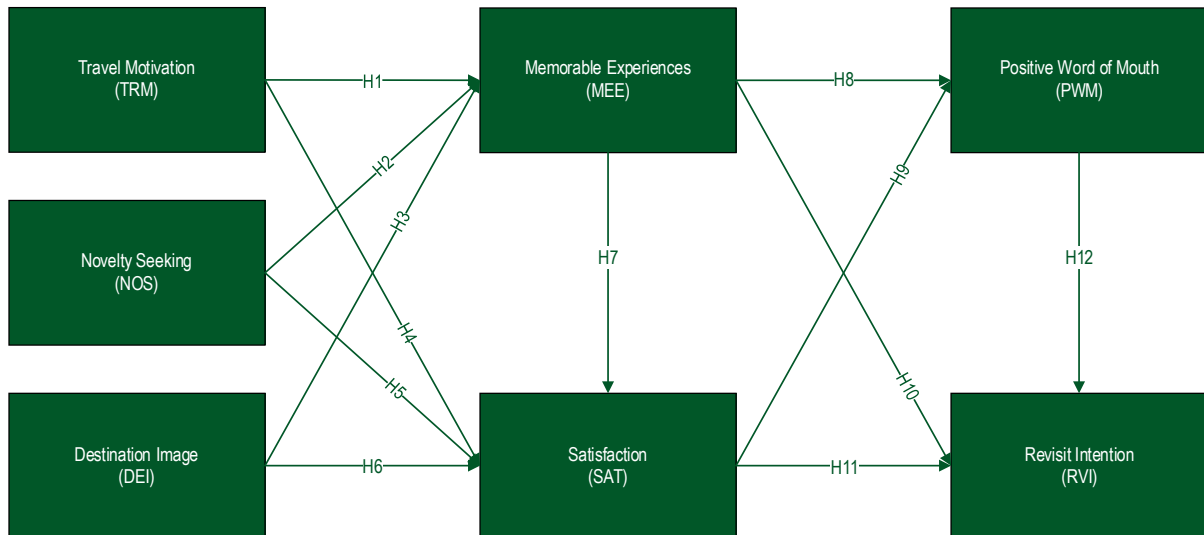 Travel Motivation
(TRM)
H1
Memorable Experiences
(MEE)
H8
Positive Word of Mouth
(PWM)
H2
H3
H9
Novelty Seeking
(NOS)
H7
H12
H4
H5
H10
Destination Image
(DEI)
H6
Satisfaction
(SAT)
H11
Revisit Intention
(RVI)